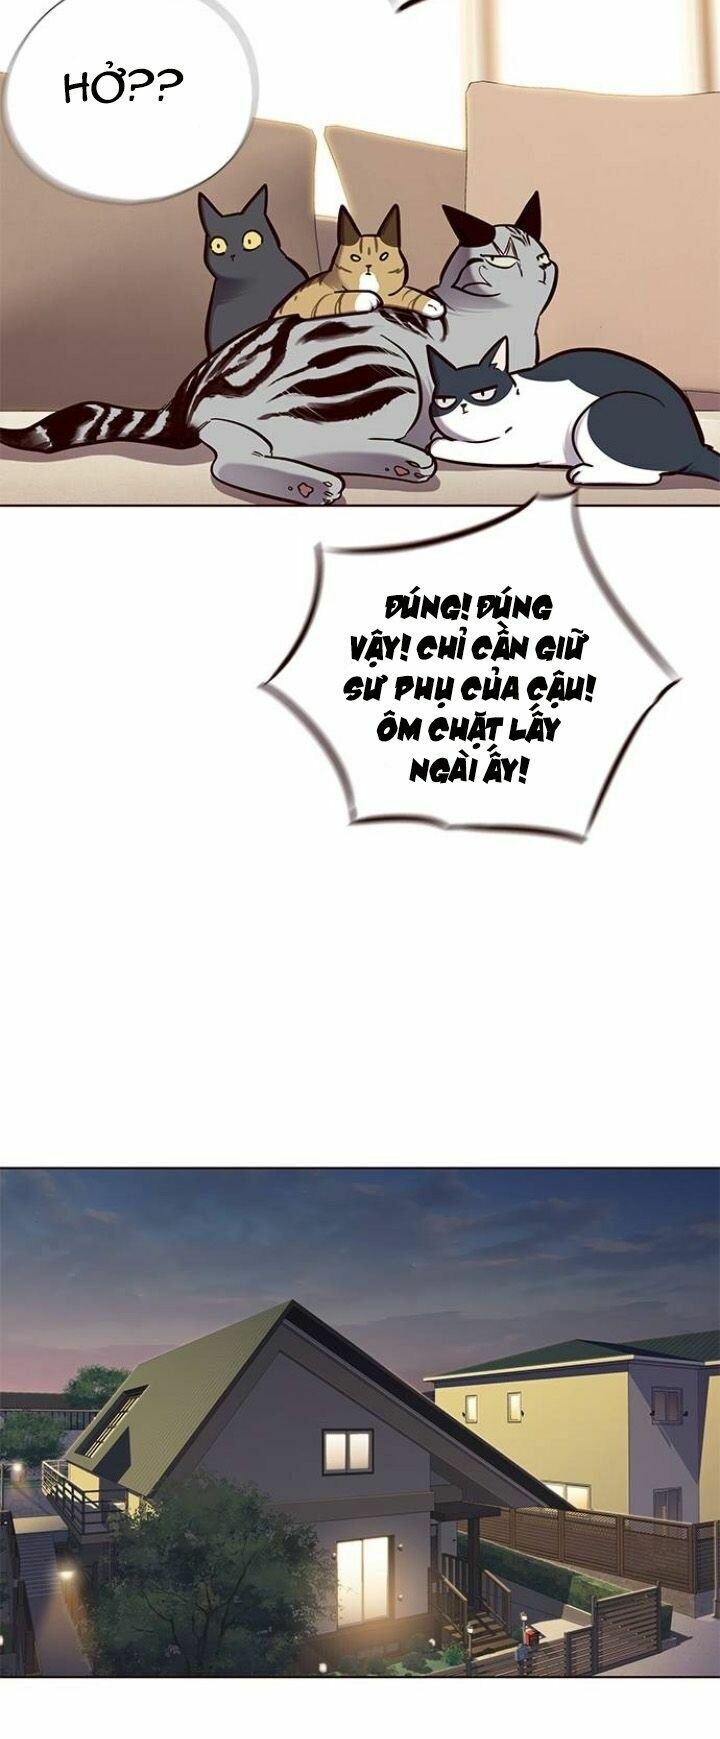 HỞ??
ĐÚNG! ĐÚNG
VẬY! CHỈ CẦN GIỮ
SƯ PHỤ CỦA CẬU!
ÔM CHẶT LẤY
NGÀI ẤY!